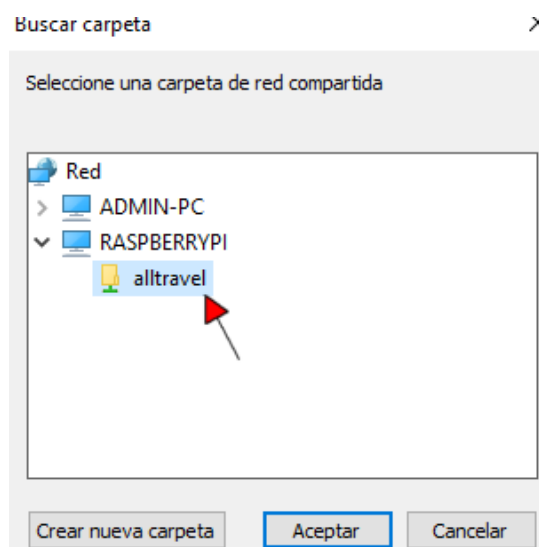 Buscar carpeta
Seleccione una carpeta de red compartida
Red
ADMIN-PC
RASPBERRYPI
alltravel
Crear nueva carpeta Aceptar Cancelar